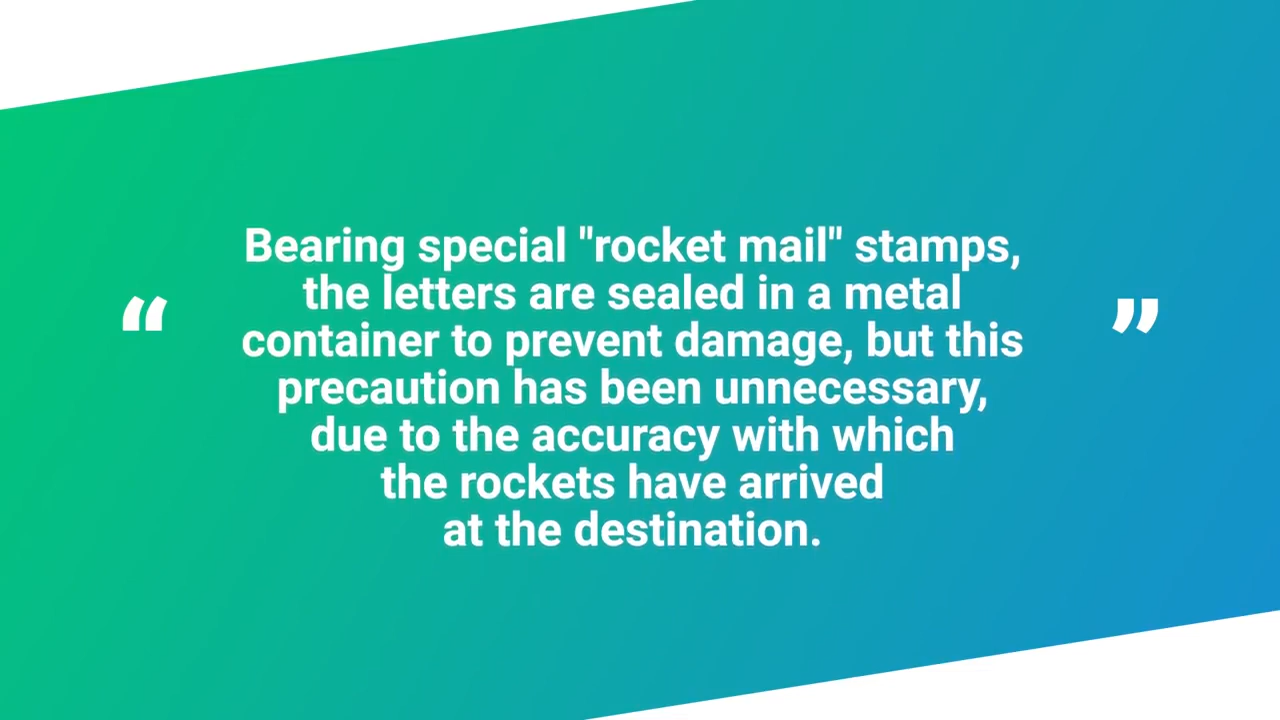 Bearing special "rocket mail" stamps,
“ the letters are sealed in a metal ”
container to prevent damage, but this
precaution has been unnecessary,
due to the accuracy with which
the rockets have arrived
at the destination.